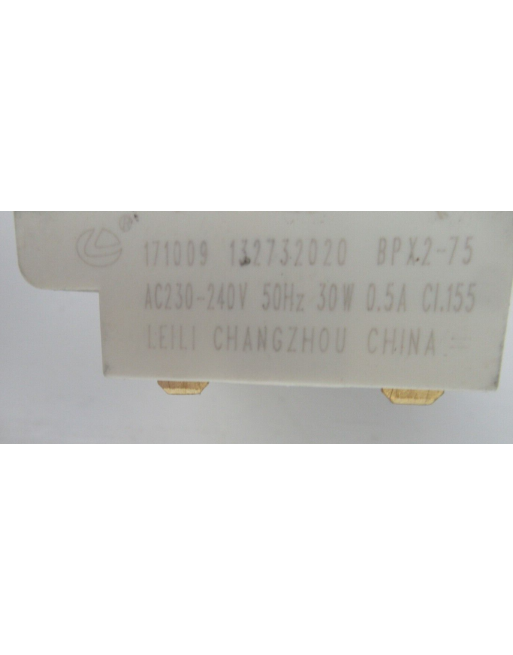 ® 171009 132732020 BPX2-75
AC230-240V 50Hz 30W 0.5A Cl.155
LEILI CHANGZHOU CHINA